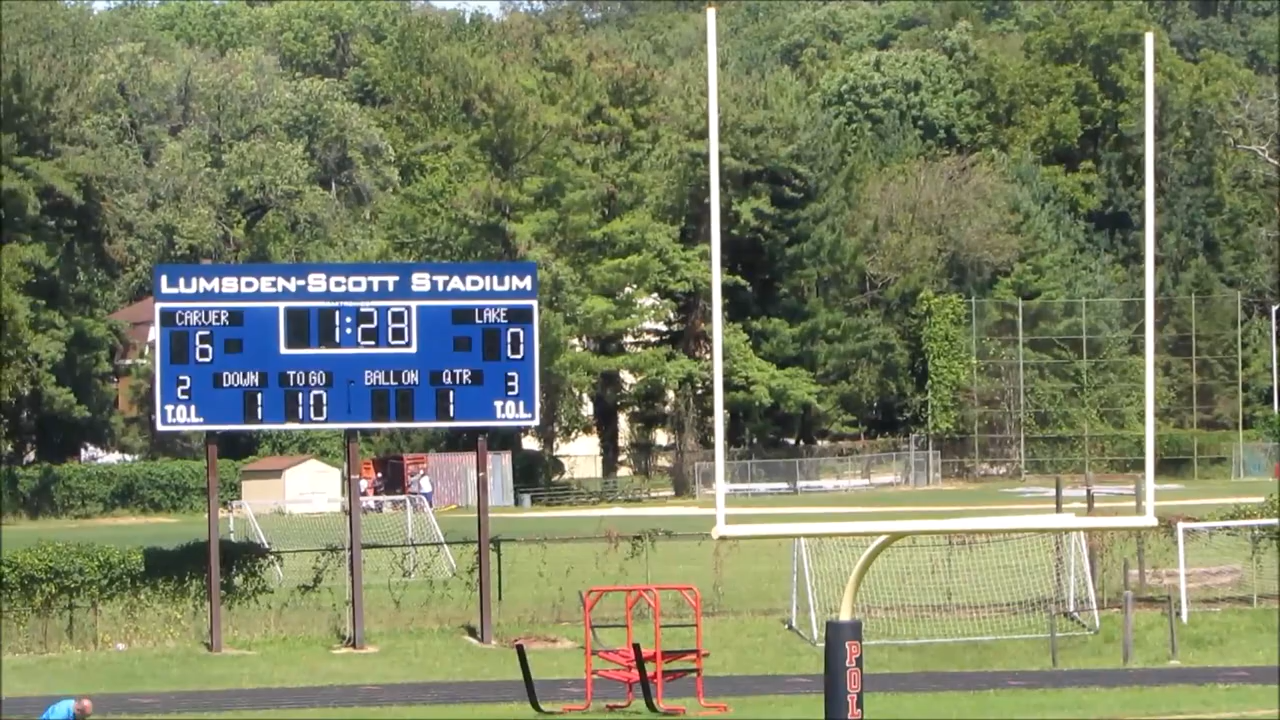 LUMSDEN-SCOTT STADIUM
CARVER 1:28 LAKE
6 0
DOWN TO GO BALL ON QTR
2 1 10 1 3
T.O.L. T.O.L.
POL